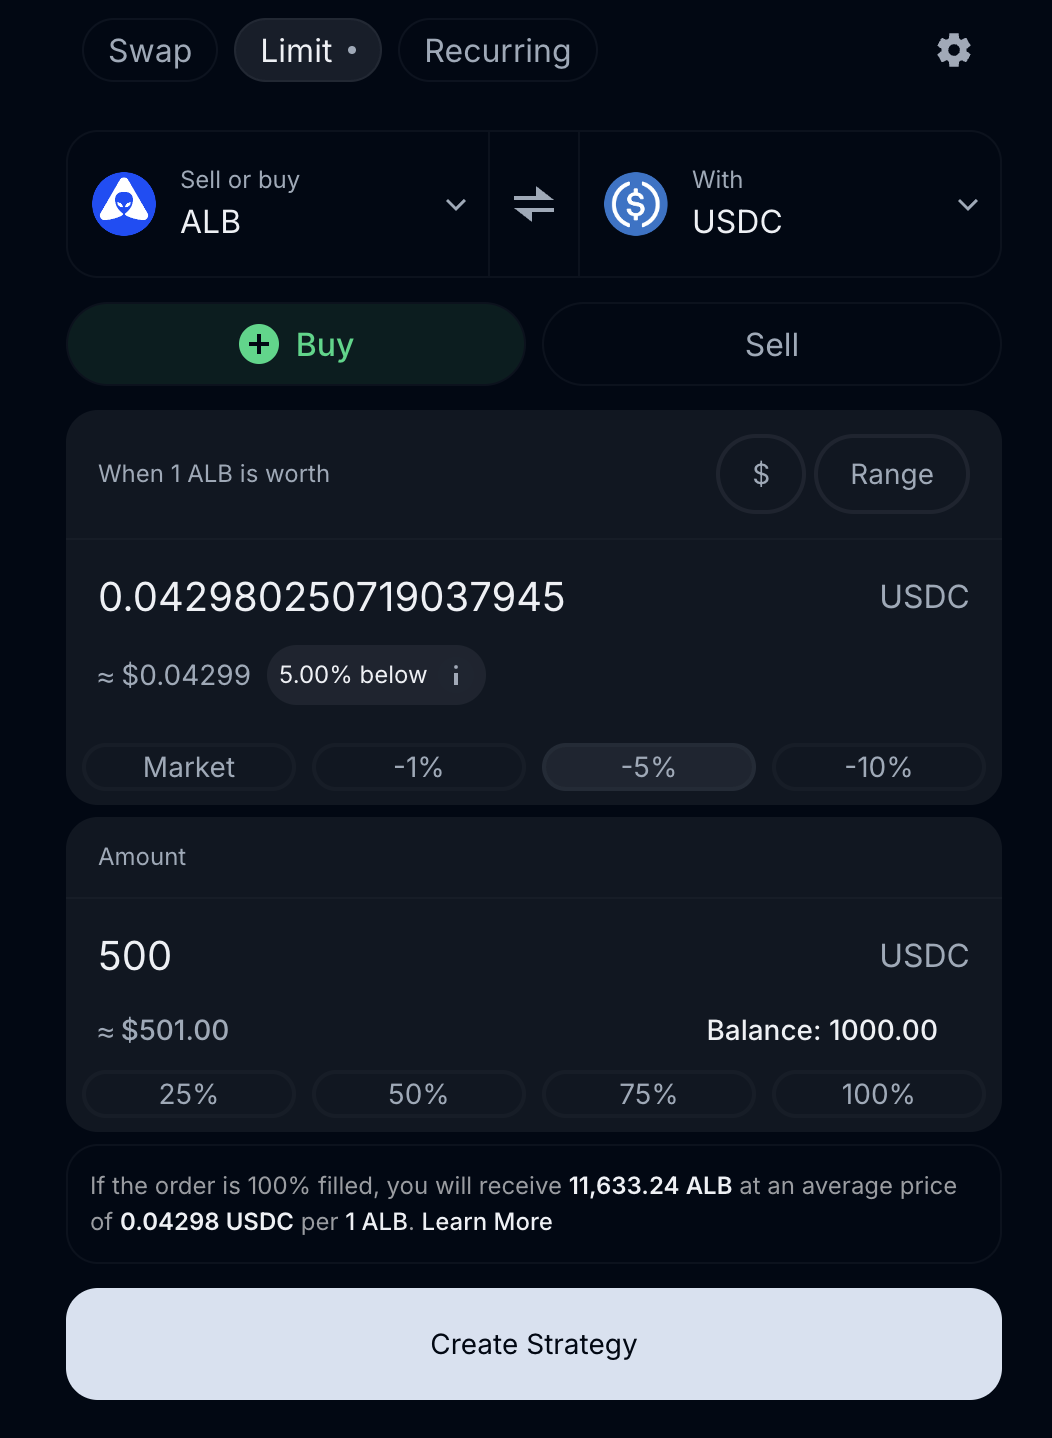 Swap Limit • Recurring
Sell or buy
ALB
With
USDC
Buy
Sell
When 1 ALB is worth
$
Range
0.042980250719037945
USDC
≈ $0.04299
5.00% below i
Market
-1%
-5%
-10%
Amount
500
USDC
≈ $501.00
Balance: 1000.00
25%
50%
75%
100%
If the order is 100% filled, you will receive 11,633.24 ALB at an average price
of 0.04298 USDC per 1 ALB. Learn More
Create Strategy